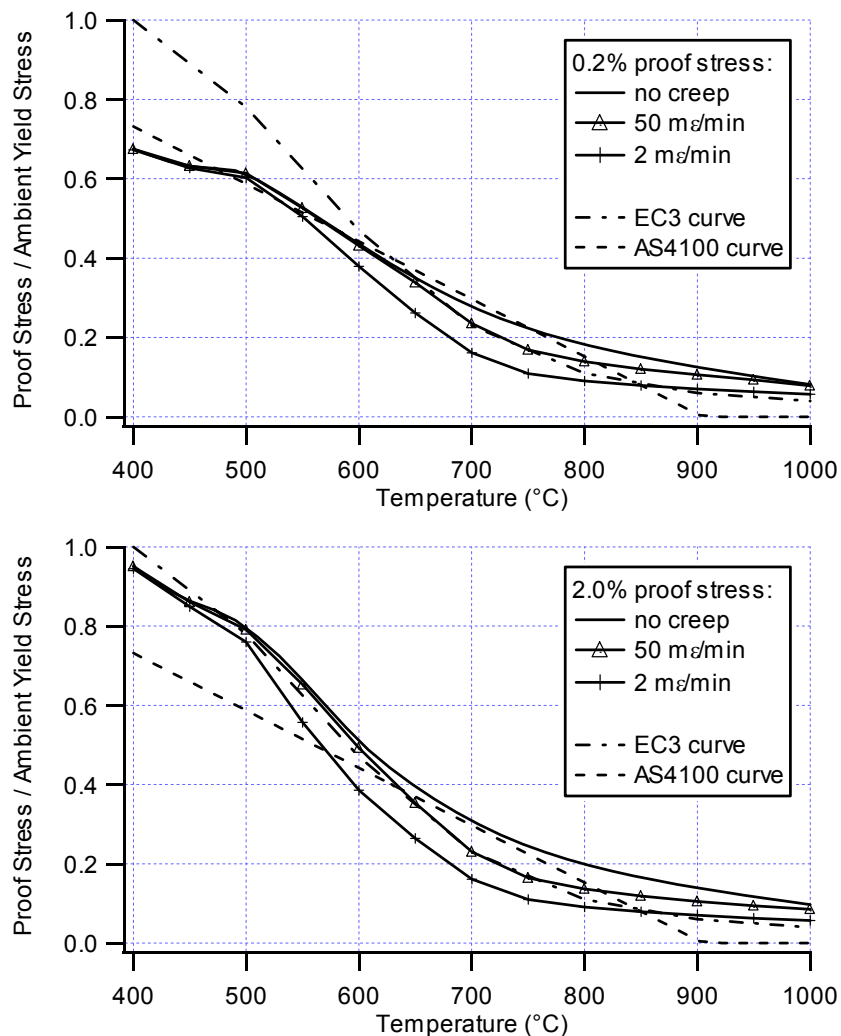 Proof Stress / Ambient Yield Stress
1.0
0.8
0.6
0.4
0.2
0.0
0.2% proof stress:
no creep
50 mε/min
2 mε/min
EC3 curve
AS4100 curve
400 500 600 700 800 900 1000
Temperature (°C)
Proof Stress / Ambient Yield Stress
1.0
0.8
0.6
0.4
0.2
0.0
2.0% proof stress:
no creep
50 mε/min
2 mε/min
EC3 curve
AS4100 curve
400 500 600 700 800 900 1000
Temperature (°C)